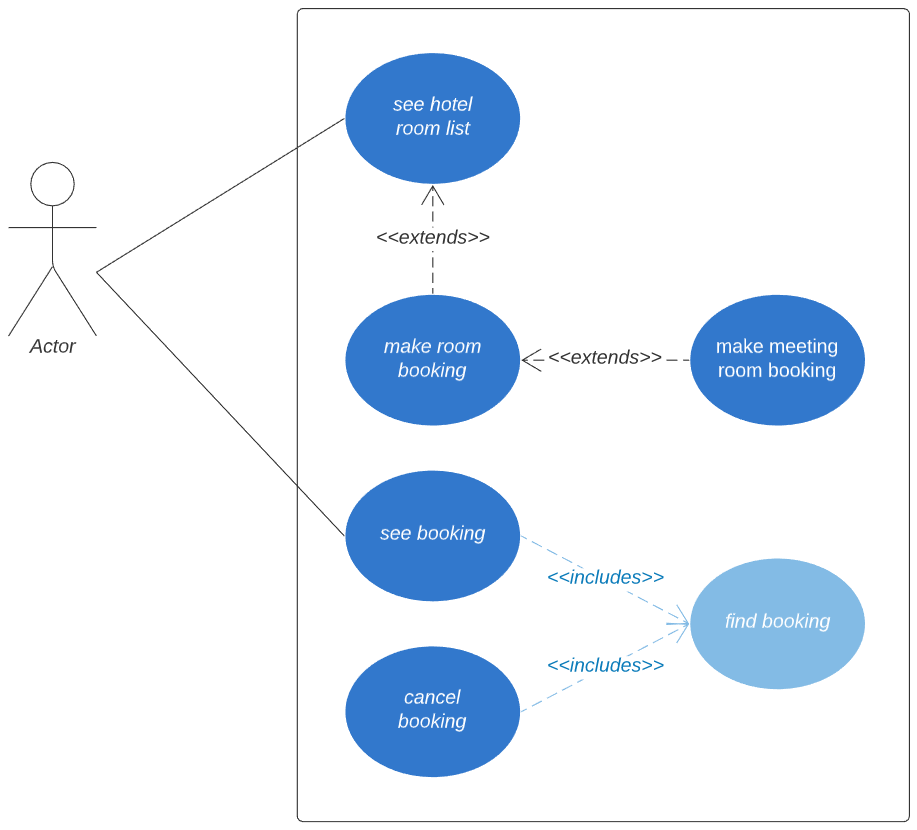 see hotel
room list
<<extends>>
Actor
make room
booking
<<extends>>
make meeting
room booking
see booking
<<includes>>
find booking
<<includes>>
cancel
booking